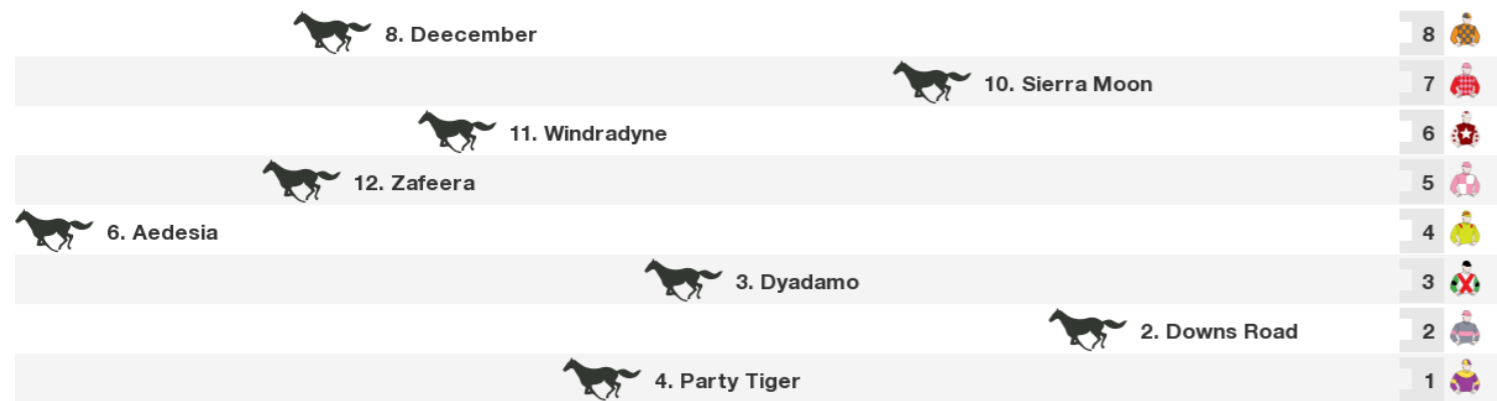 8. Deecember 8
10. Sierra Moon 7
11. Windradyne 6
12. Zafeera 5
6. Aedesia 4
3. Dyadamo 3
2. Downs Road 2
4. Party Tiger 1